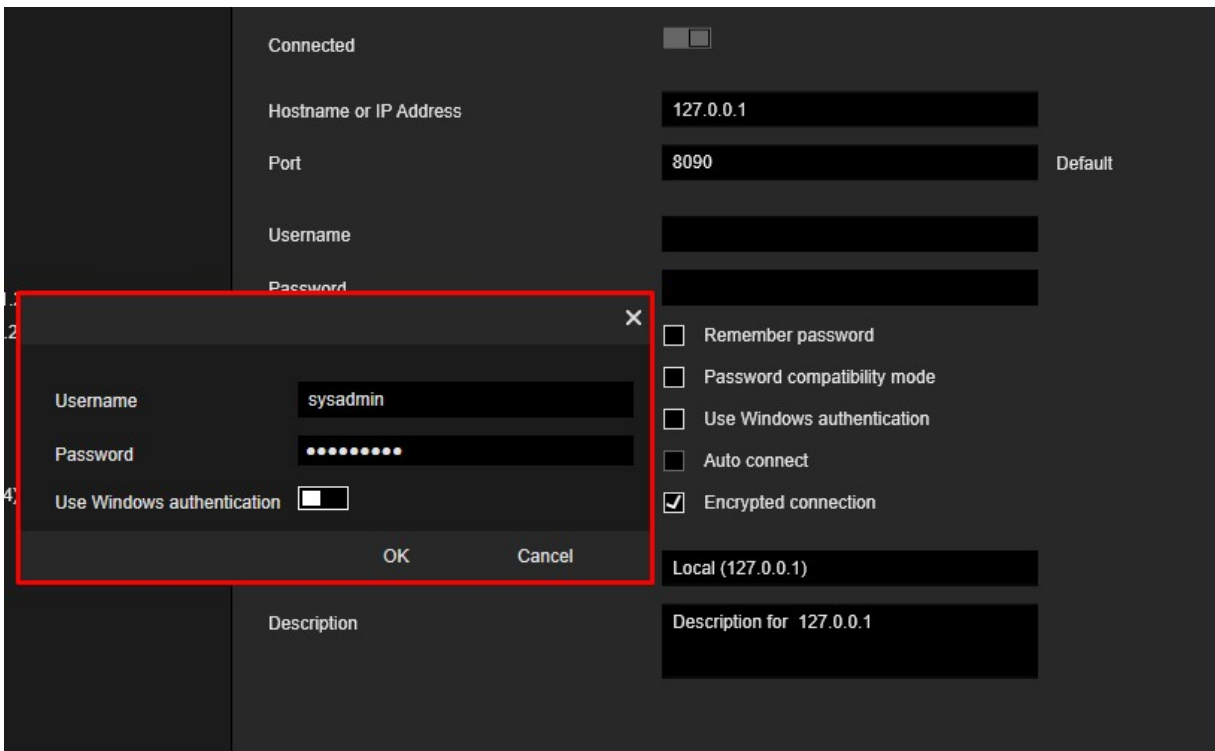 Connected
Hostname or IP Address 127.0.0.1
Port 8090 Default
Username
Password
Remember password
Password compatibility mode
Use Windows authentication
Auto connect
Encrypted connection
Username sysadmin
Password •••••••••
Use Windows authentication
OK Cancel
Local (127.0.0.1)
Description Description for 127.0.0.1